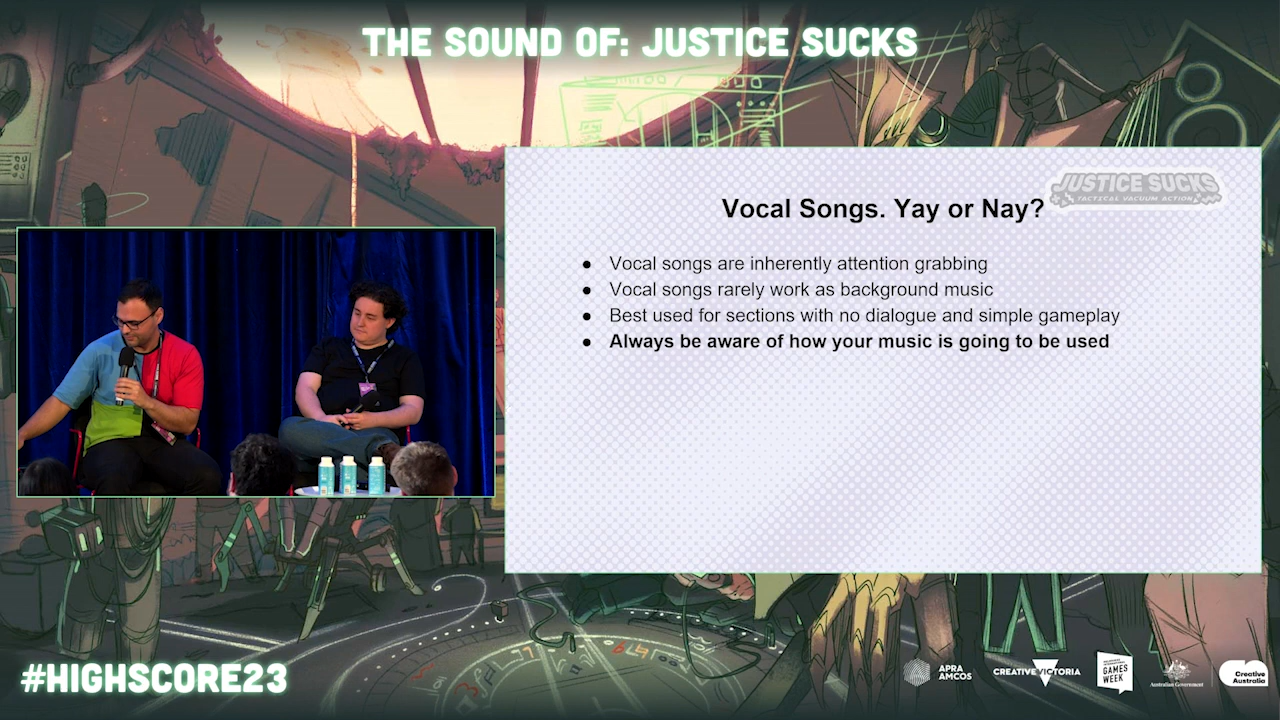 THE SOUND OF: JUSTICE SUCKS
JUSTICE SUCKS
TACTICAL VACUUM ACTION
Vocal Songs. Yay or Nay?
● Vocal songs are inherently attention grabbing
● Vocal songs rarely work as background music
● Best used for sections with no dialogue and simple gameplay
● Always be aware of how your music is going to be used
#HIGHSCORE23
APRA
AMCOS
CREATIVE VICTORIA
GAMES
WEEK
Australian Government
Creative
Australia